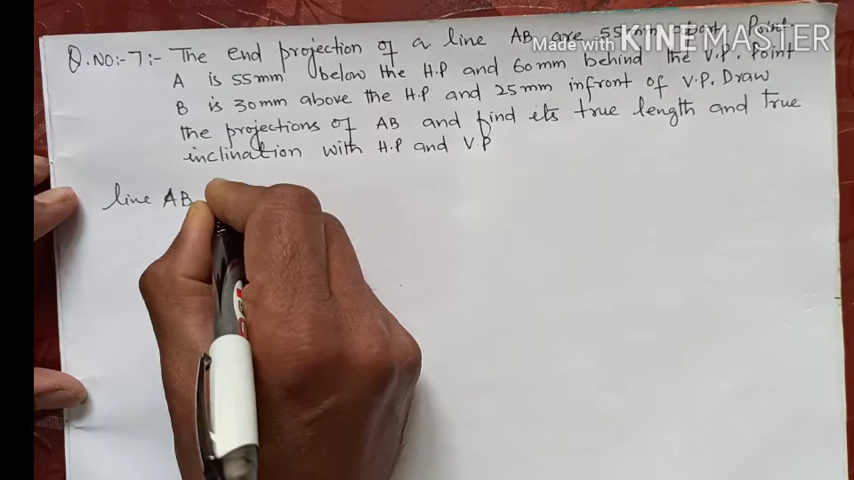 Q.NO:-7:- The end projection of a line AB are 55mm apart. Point
Made with KINEMASTER
A is 55mm below the H.P and 60mm behind the V.P. Point
B is 30mm above the H.P and 25mm infront of V.P. Draw
the projections of AB and find its true length and true
inclination with H.P and V.P
line AB